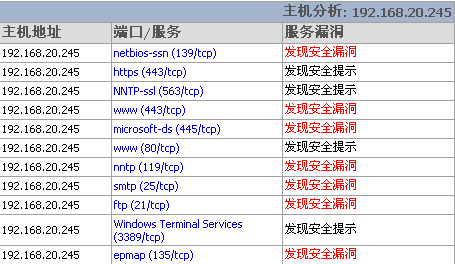 主机分析: 192.168.20.245
主机地址 端口/服务 服务漏洞
192.168.20.245 netbios-ssn (139/tcp) 发现安全漏洞
192.168.20.245 https (443/tcp) 发现安全提示
192.168.20.245 NNTP-ssl (563/tcp) 发现安全提示
192.168.20.245 www (443/tcp) 发现安全漏洞
192.168.20.245 microsoft-ds (445/tcp) 发现安全漏洞
192.168.20.245 www (80/tcp) 发现安全提示
192.168.20.245 nntp (119/tcp) 发现安全漏洞
192.168.20.245 smtp (25/tcp) 发现安全漏洞
192.168.20.245 ftp (21/tcp) 发现安全漏洞
192.168.20.245 Windows Terminal Services 发现安全提示
(3389/tcp)
192.168.20.245 epmap (135/tcp) 发现安全漏洞